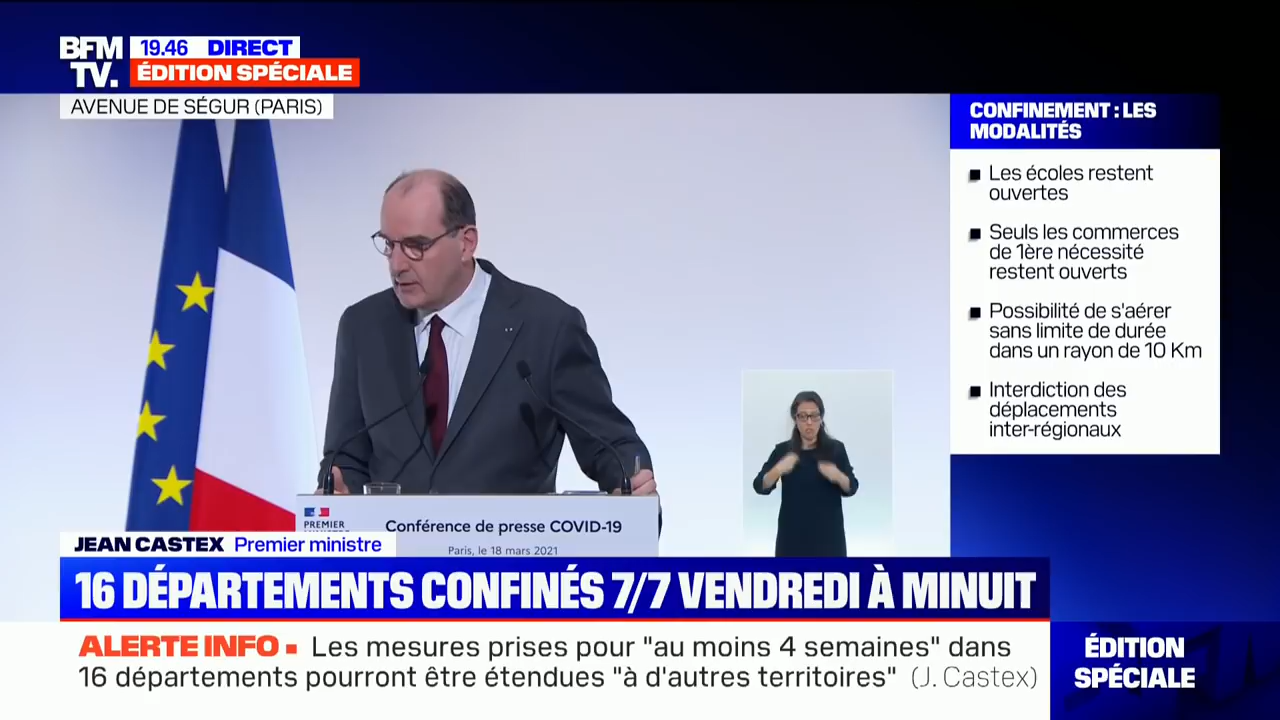 BFM
TV.
19.46 DIRECT
ÉDITION SPÉCIALE
AVENUE DE SÉGUR (PARIS)
CONFINEMENT : LES
MODALITÉS
Les écoles restent
ouvertes
Seuls les commerces
de 1ère nécessité
restent ouverts
Possibilité de s'aérer
sans limite de durée
dans un rayon de 10 Km
Interdiction des
déplacements
inter-régionaux
PREMIER
Conférence de presse COVID-19
Paris, le 18 mars 2021
JEAN CASTEX Premier ministre
16 DÉPARTEMENTS CONFINÉS 7/7 VENDREDI À MINUIT
ALERTE INFO ▪ Les mesures prises pour "au moins 4 semaines" dans
16 départements pourront être étendues "à d'autres territoires" (J. Castex)
ÉDITION
SPÉCIALE